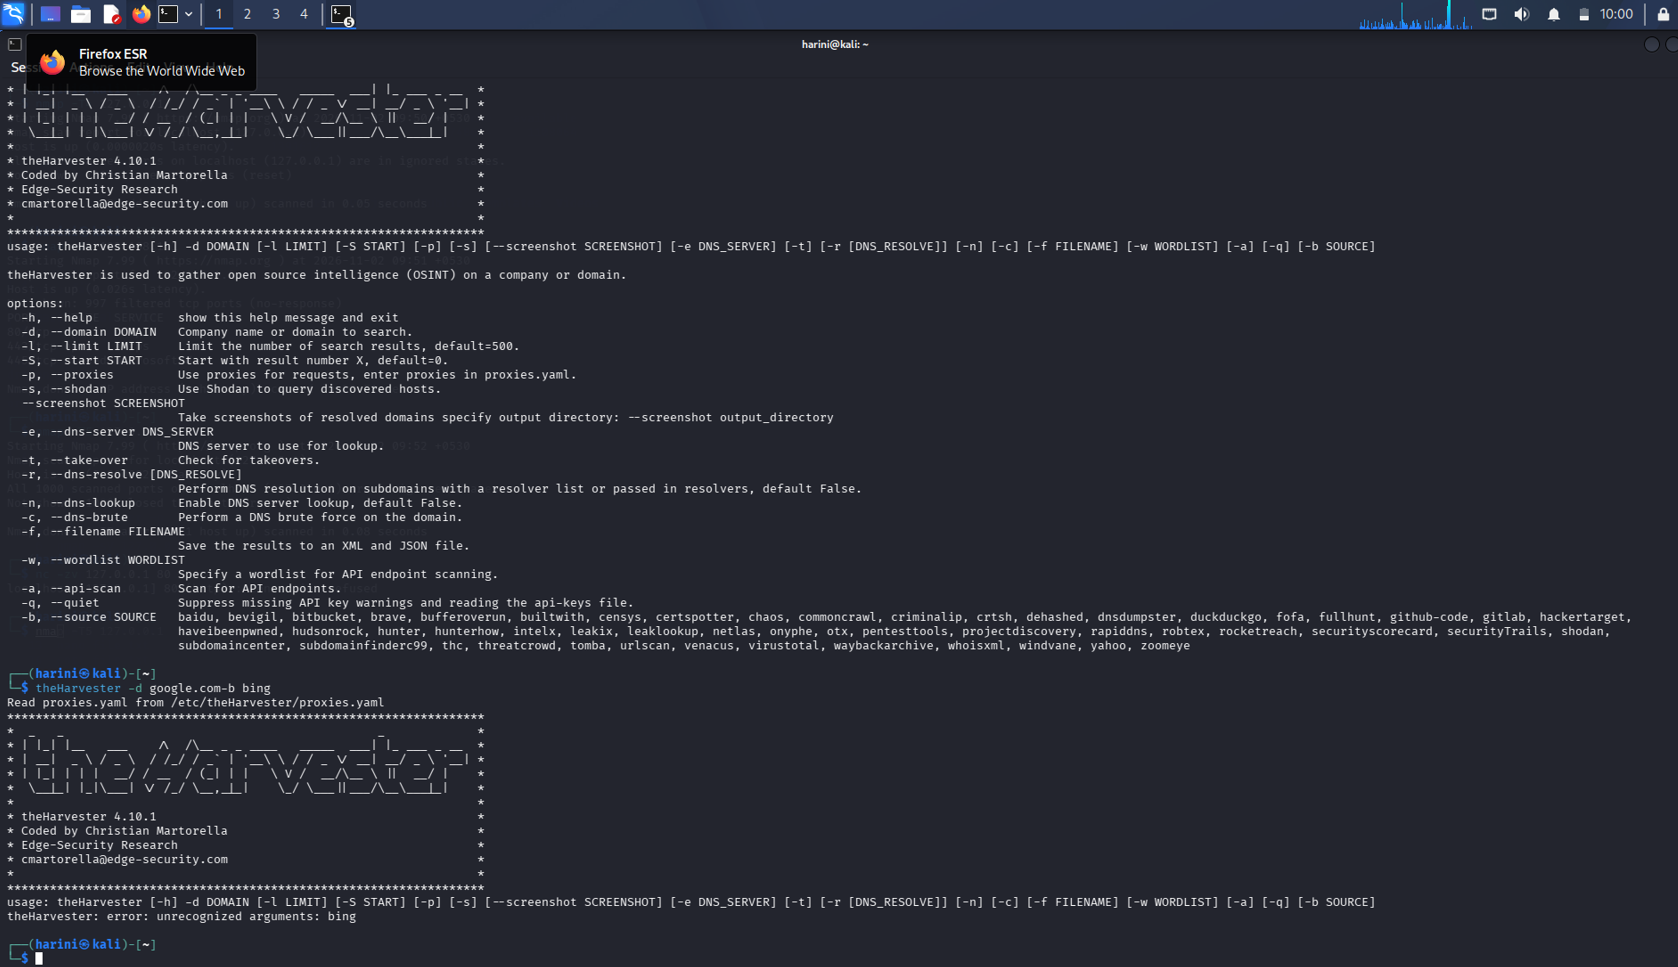 1 2 3 4 5 10:00
harini@kali: ~
Firefox ESR
Browse the World Wide Web
* theHarvester 4.10.1 *
* Coded by Christian Martorella *
* Edge-Security Research *
* cmartorella@edge-security.com *
* *
*******************************************************************
usage: theHarvester [-h] -d DOMAIN [-l LIMIT] [-S START] [-p] [-s] [--screenshot SCREENSHOT] [-e DNS_SERVER] [-t] [-r [DNS_RESOLVE]] [-n] [-c] [-f FILENAME] [-w WORDLIST] [-a] [-q] [-b SOURCE]
theHarvester is used to gather open source intelligence (OSINT) on a company or domain.
options:
-h, --help show this help message and exit
-d, --domain DOMAIN Company name or domain to search.
-l, --limit LIMIT Limit the number of search results, default=500.
-S, --start START Start with result number X, default=0.
-p, --proxies Use proxies for requests, enter proxies in proxies.yaml.
-s, --shodan Use Shodan to query discovered hosts.
--screenshot SCREENSHOT
Take screenshots of resolved domains specify output directory: --screenshot output_directory
-e, --dns-server DNS_SERVER
DNS server to use for lookup.
-t, --take-over Check for takeovers.
-r, --dns-resolve [DNS_RESOLVE]
Perform DNS resolution on subdomains with a resolver list or passed in resolvers, default False.
-n, --dns-lookup Enable DNS server lookup, default False.
-c, --dns-brute Perform a DNS brute force on the domain.
-f, --filename FILENAME
Save the results to an XML and JSON file.
-w, --wordlist WORDLIST
Specify a wordlist for API endpoint scanning.
-a, --api-scan Scan for API endpoints.
-q, --quiet Suppress missing API key warnings and reading the api-keys file.
-b, --source SOURCE baidu, bevigil, bitbucket, brave, bufferoverun, builtwith, censys, certspotter, chaos, commoncrawl, criminalip, crtsh, dehashed, dnsdumpster, duckduckgo, fofa, fullhunt, github-code, gitlab, hackertarget,
haveibeenpwned, hudsonrock, hunter, hunterhow, intelx, leakix, leaklookup, netlas, onyphe, otx, pentesttools, projectdiscovery, rapiddns, robtex, rocketreach, securityscorecard, securityTrails, shodan,
subdomaincenter, subdomainfinderc99, thc, threatcrowd, tomba, urlscan, venacus, virustotal, waybackarchive, whoisxml, windvane, yahoo, zoomeye
┌──(harini㉿kali)-[~]
└─$ theHarvester -d google.com-b bing
Read proxies.yaml from /etc/theHarvester/proxies.yaml
*******************************************************************
* theHarvester 4.10.1 *
* Coded by Christian Martorella *
* Edge-Security Research *
* cmartorella@edge-security.com *
* *
*******************************************************************
usage: theHarvester [-h] -d DOMAIN [-l LIMIT] [-S START] [-p] [-s] [--screenshot SCREENSHOT] [-e DNS_SERVER] [-t] [-r [DNS_RESOLVE]] [-n] [-c] [-f FILENAME] [-w WORDLIST] [-a] [-q] [-b SOURCE]
theHarvester: error: unrecognized arguments: bing
┌──(harini㉿kali)-[~]
└─$